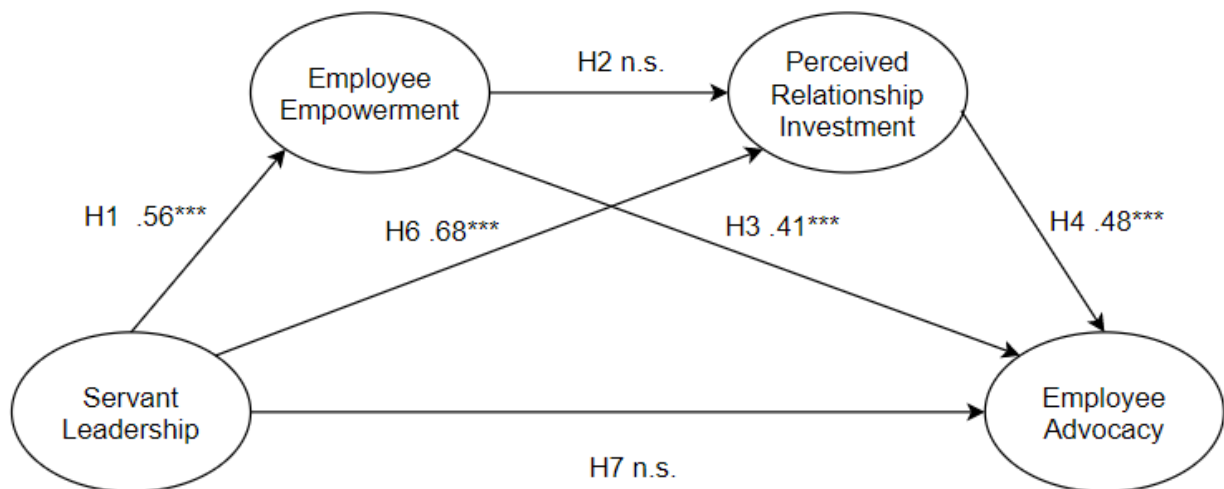 Employee
Empowerment
H2 n.s.
Perceived
Relationship
Investment
H1 .56***
H6 .68***
H3 .41***
H4 .48***
Servant
Leadership
Employee
Advocacy
H7 n.s.